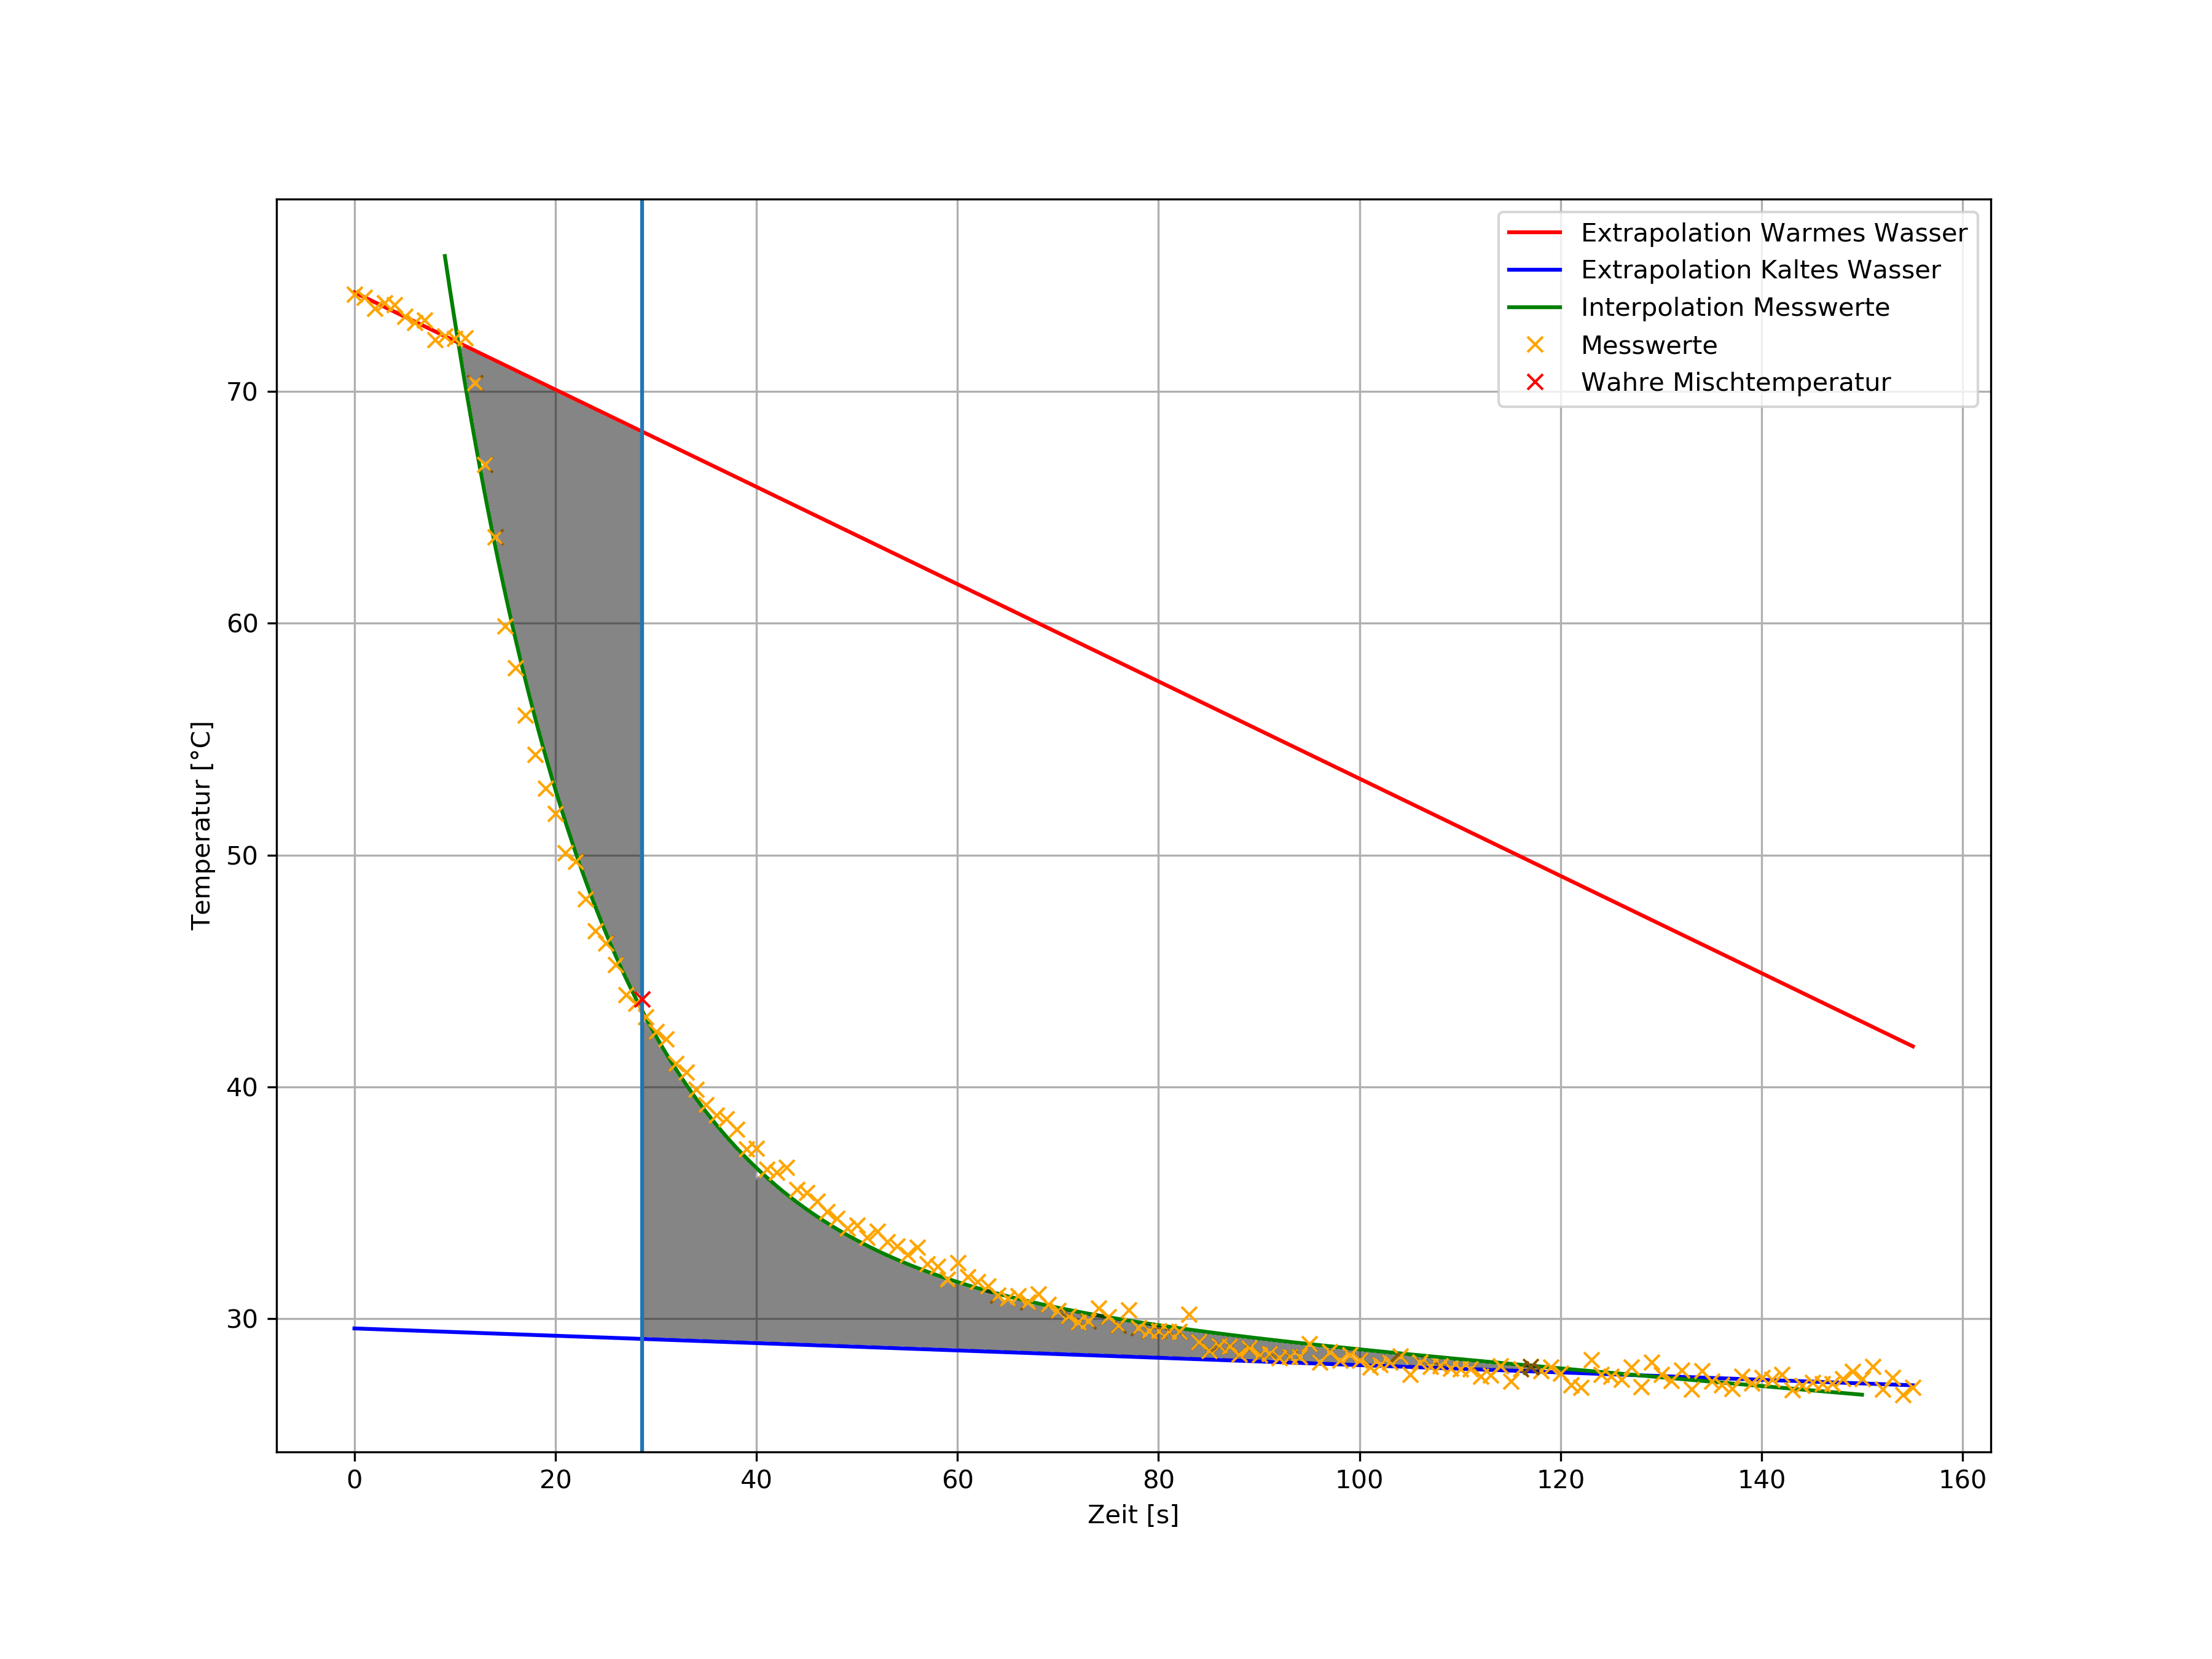 Extrapolation Warmes Wasser
Extrapolation Kaltes Wasser
Interpolation Messwerte
Messwerte
Wahre Mischtemperatur
Temperatur [°C]
70
60
50
40
30
0 20 40 60 80 100 120 140 160
Zeit [s]